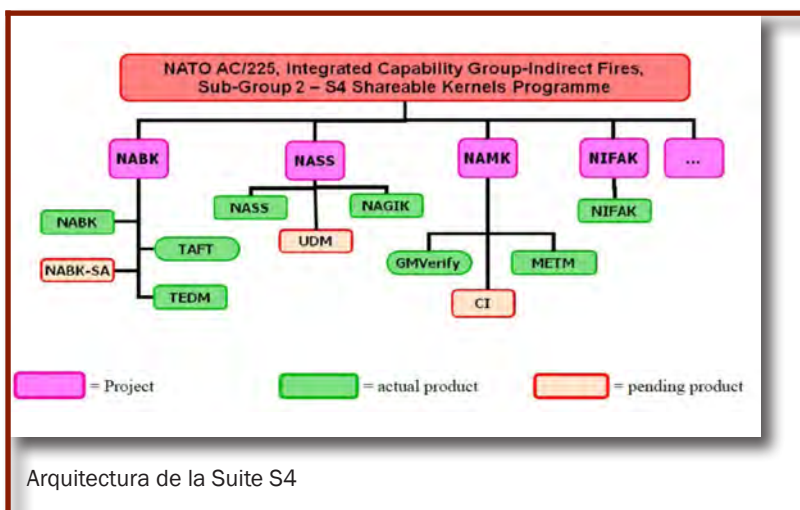 NATO AC/225, Integrated Capability Group-Indirect Fires,
Sub-Group 2 – S4 Shareable Kernels Programme
NABK
NASS
NAMK
NIFAK
...
NABK
TAFT
NABK-SA
TEDM
NASS
NAGIK
UDM
GMVerify
METM
CI
NIFAK
= Project
= actual product
= pending product
Arquitectura de la Suite S4